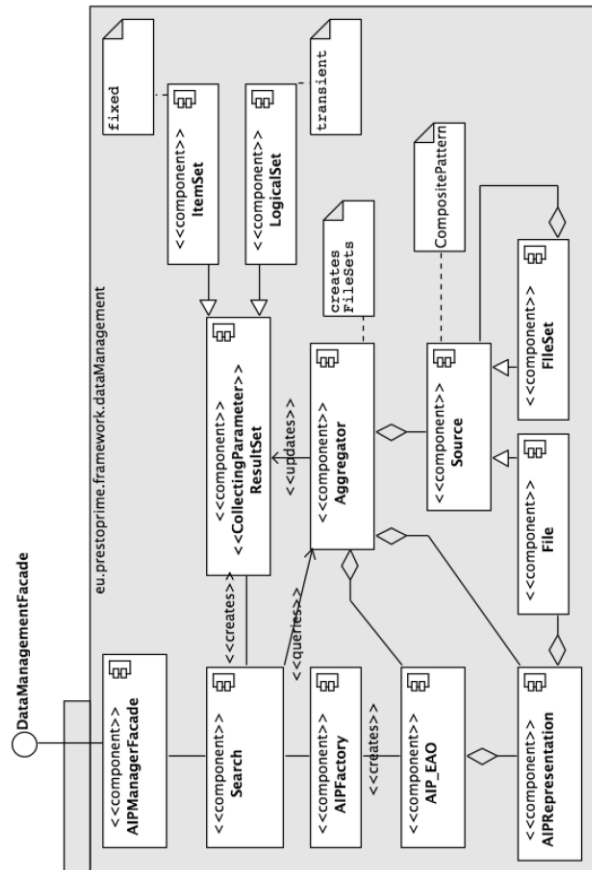 DataManagementFacade
eu.prestoprime.framework.dataManagement
<<component>>
AIPManagerFacade
<<component>>
Search
<<creates>>
<<queries>>
<<component>>
AIPFactory
<<creates>>
<<component>>
AIP_EAO
<<component>>
AIPRepresentation
<<component>>
<<CollectingParameter>>
ResultSet
<<updates>>
<<component>>
Aggregator
<<component>>
Source
<<component>>
File
<<component>>
FIleSet
<<component>>
ItemSet
<<component>>
LogicalSet
fixed
transient
creates
FileSets
CompositePattern